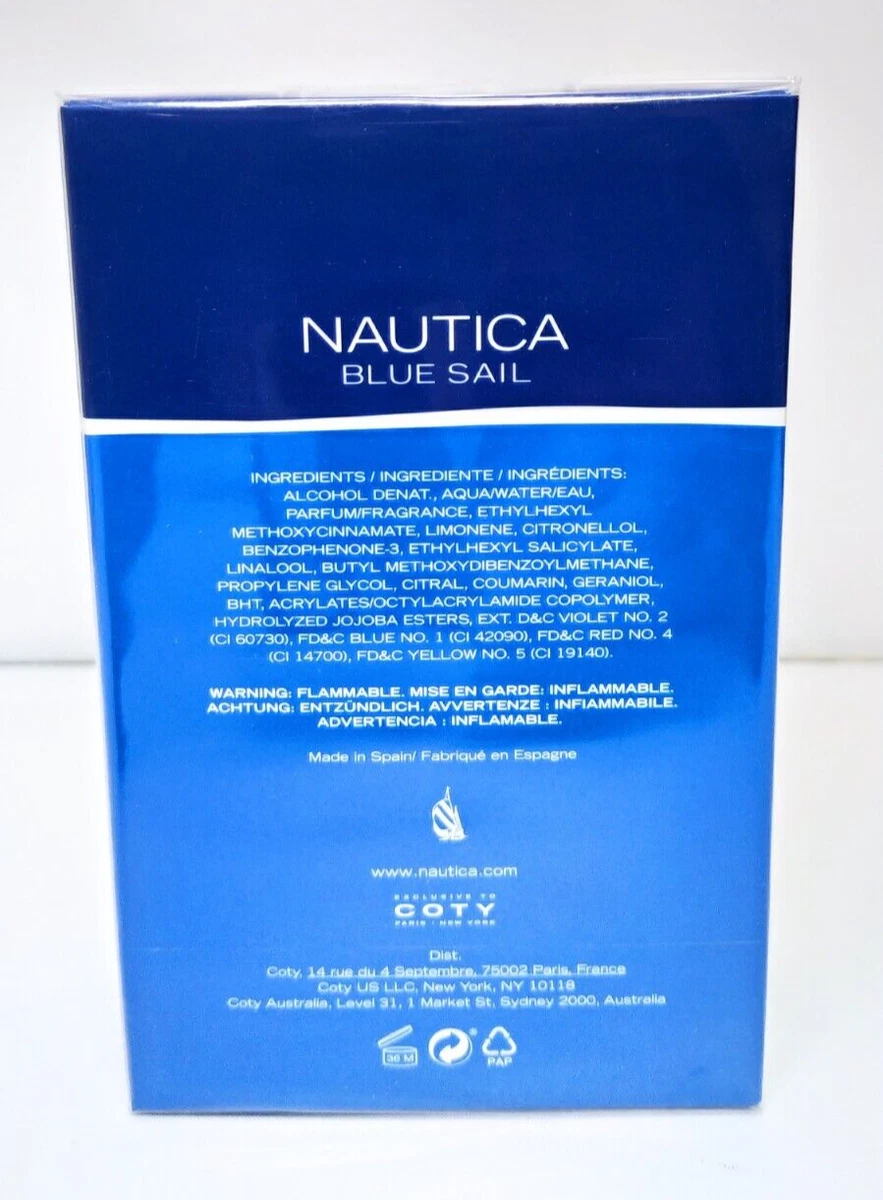 NAUTICA
BLUE SAIL
INGREDIENTS / INGREDIENTE / INGRÉDIENTS:
ALCOHOL DENAT., AQUA/WATER/EAU,
PARFUM/FRAGRANCE, ETHYLHEXYL
METHOXYCINNAMATE, LIMONENE, CITRONELLOL,
BENZOPHENONE-3, ETHYLHEXYL SALICYLATE,
LINALOOL, BUTYL METHOXYDIBENZOYLMETHANE,
PROPYLENE GLYCOL, CITRAL, COUMARIN, GERANIOL,
BHT, ACRYLATES/OCTYLACRYLAMIDE COPOLYMER,
HYDROLYZED JOJOBA ESTERS, EXT. D&C VIOLET NO. 2
(CI 60730), FD&C BLUE NO. 1 (CI 42090), FD&C RED NO. 4
(CI 14700), FD&C YELLOW NO. 5 (CI 19140).
WARNING: FLAMMABLE. MISE EN GARDE: INFLAMMABLE.
ACHTUNG: ENTZÜNDLICH. AVVERTENZE : INFIAMMABILE.
ADVERTENCIA : INFLAMABLE.
Made in Spain/ Fabriqué en Espagne
www.nautica.com
EXCLUSIVE TO
COTY
PARIS · NEW YORK
Dist.
Coty, 14 rue du 4 Septembre, 75002 Paris, France
Coty US LLC, New York, NY 10118
Coty Australia, Level 31, 1 Market St, Sydney 2000, Australia
36 M
PAP